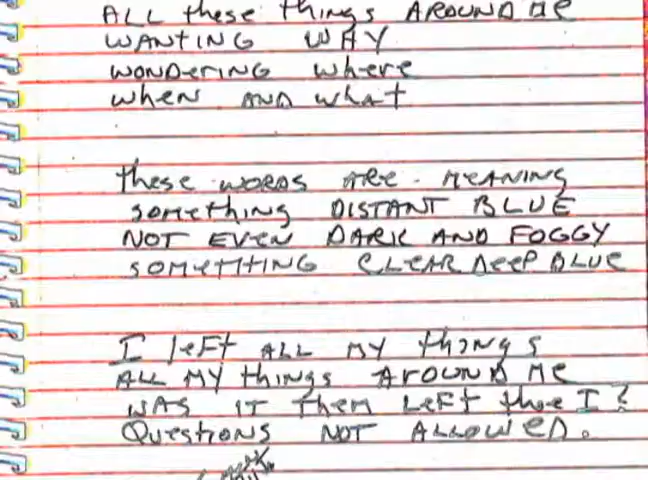 ALL these things AROUND ME
WANTING WAY
WONDERING where
when AND what
these WORDS ARE MEANING
something DISTANT BLUE
NOT EVEN DARK AND FOGGY
SOMETHING CLEAR DEEP BLUE
I left ALL MY things
ALL MY things AROUND ME
WAS IT THEM LEFT I?
QUESTIONS NOT ALLOWED.